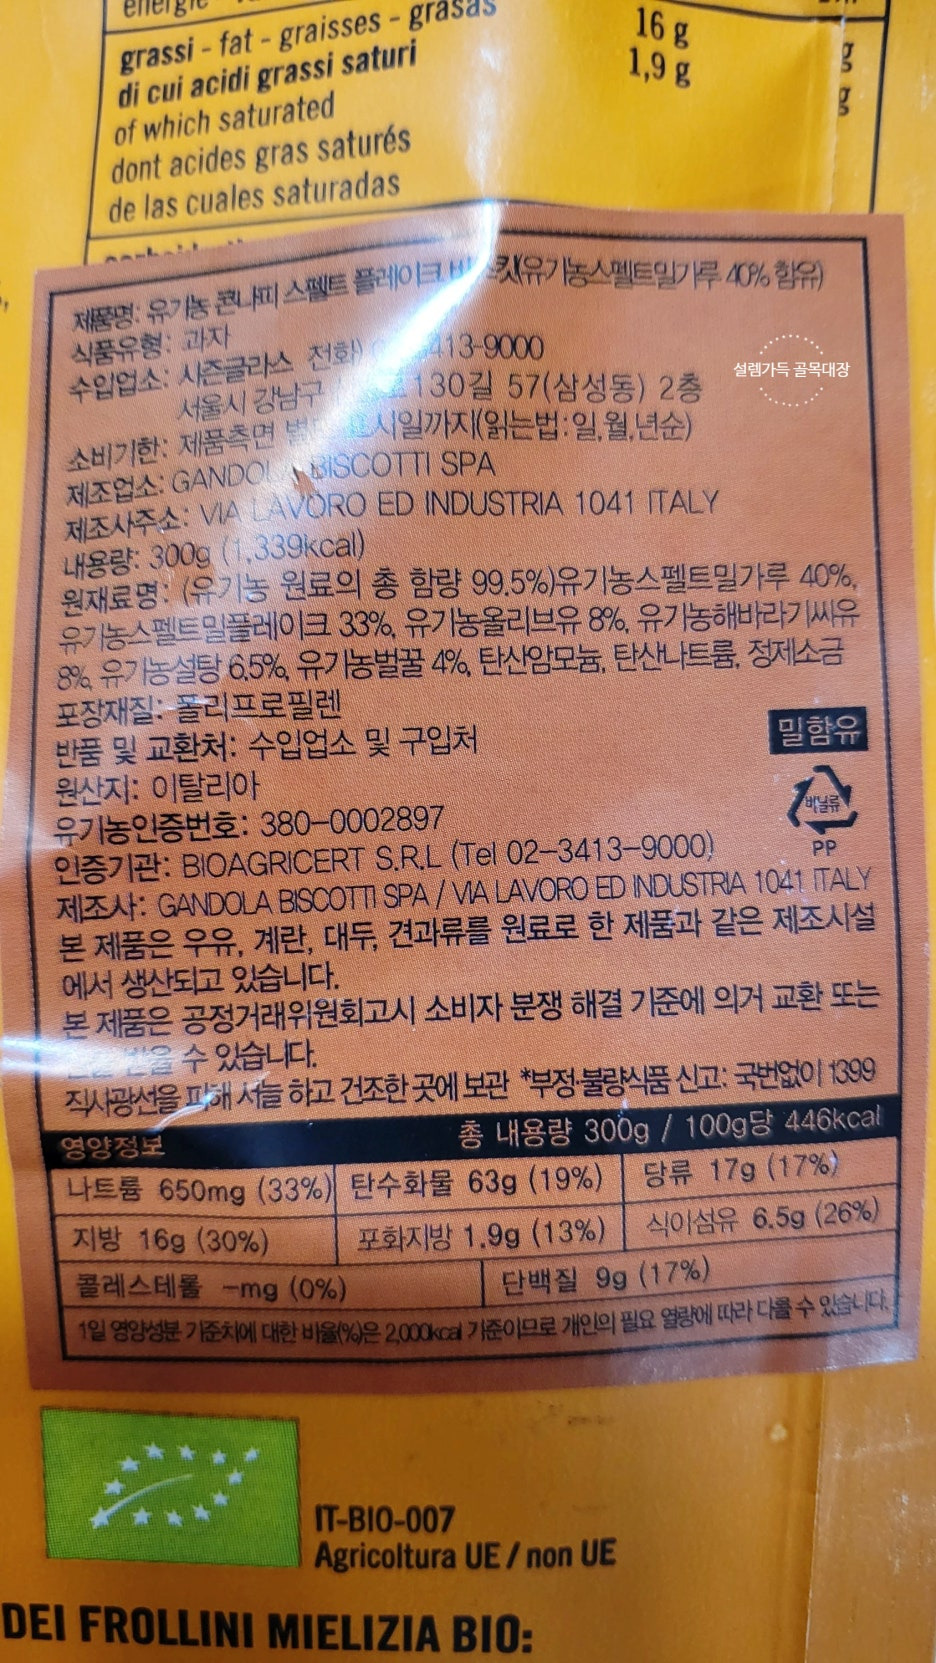 energie
grassi - fat - graisses - grasas 16 g
di cui acidi grassi saturi 1,9 g
of which saturated
dont acides gras saturés
de las cuales saturadas
g
g
제품명: 유기농 콘나피 스펠트 플레이크 (유기농스펠트밀가루 40% 함유)
식품유형: 과자
수입업소: 시즌글라스 전화) 413-9000
서울시 강남구 130길 57(삼성동) 2층
소비기한: 제품측면 시일까지(읽는법:일,월,년순)
제조업소: BISCOTTI SPA
제조사주소: VIA LAVORO ED INDUSTRIA 1041 ITALY
내용량: 300g (1,339kcal)
원재료명: (유기농 원료의 총 함량 99.5%)유기농스펠트밀가루 40%,
유기농스펠트밀플레이크 33%, 유기농올리브유 8%, 유기농해바라기씨유
8%, 유기농설탕 6.5%, 유기농벌꿀 4%, 탄산암모늄, 탄산나트륨, 정제소금
포장재질: 폴리프로필렌
반품 및 교환처: 수입업소 및 구입처
원산지: 이탈리아
유기농인증번호: 380-0002897
인증기관: BIOAGRICERT S.R.L (Tel 02-3413-9000)
제조사: GANDOLA BISCOTTI SPA / VIA LAVORO ED INDUSTRIA 1041 ITALY
밀함유
비닐류
PP
본 제품은 우유, 계란, 대두, 견과류를 원료로 한 제품과 같은 제조시설
에서 생산되고 있습니다.
본 제품은 공정거래위원회고시 소비자 분쟁 해결 기준에 의거 교환 또는
받을 수 있습니다.
직사광선을 피해 서늘 하고 건조한 곳에 보관 *부정·불량식품 신고: 국번없이 1399
영양정보 총 내용량 300g / 100g당 446kcal
나트륨 650mg (33%) 탄수화물 63g (19%) 당류 17g (17%)
지방 16g (30%) 포화지방 1.9g (13%) 식이섬유 6.5g (26%)
콜레스테롤 -mg (0%) 단백질 9g (17%)
1일 영양성분 기준치에 대한 비율(%)은 2,000kcal 기준이므로 개인의 필요 열량에 따라 다를 수 있습니다.
설렘가득 골목대장
IT-BIO-007
Agricoltura UE / non UE
DEI FROLLINI MIELIZIA BIO: